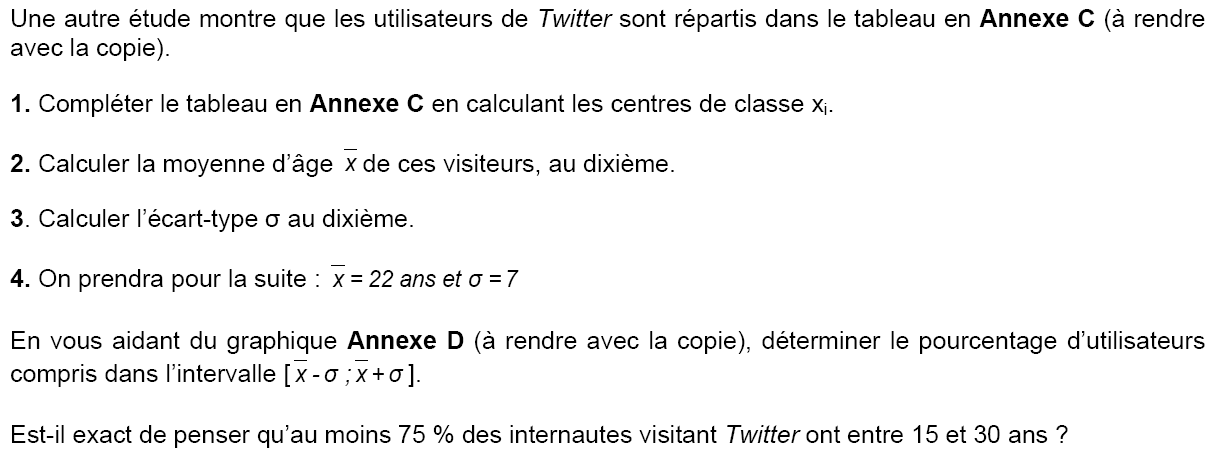 Une autre étude montre que les utilisateurs de Twitter sont répartis dans le tableau en Annexe C (à rendre
avec la copie).
1. Compléter le tableau en Annexe C en calculant les centres de classe xᵢ.
2. Calculer la moyenne d’âge x̅ de ces visiteurs, au dixième.
3. Calculer l’écart-type σ au dixième.
4. On prendra pour la suite : x̅ = 22 ans et σ = 7
En vous aidant du graphique Annexe D (à rendre avec la copie), déterminer le pourcentage d’utilisateurs
compris dans l’intervalle [ x̅ - σ ; x̅ + σ ].
Est-il exact de penser qu’au moins 75 % des internautes visitant Twitter ont entre 15 et 30 ans ?